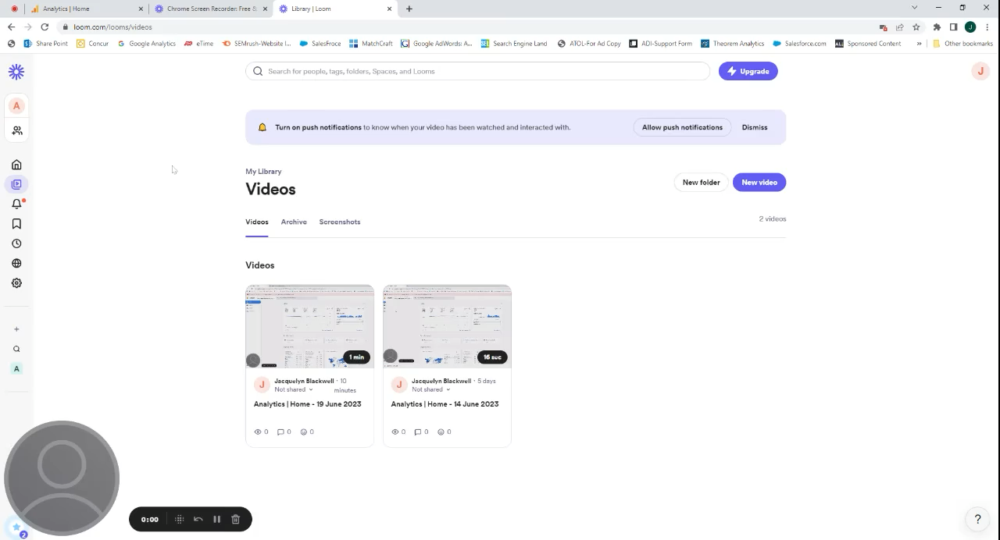 Analytics | Home
Chrome Screen Recorder: Free &
Library | Loom
loom.com/looms/videos
J
Share Point
Concur
Google Analytics
eTime
SEMrush-Website I...
SalesFroce
MatchCraft
Google AdWords: A...
Search Engine Land
ATOL-For Ad Copy
ADI-Support Form
Theorem Analytics
Salesforce.com
Sponsored Content
»
Other bookmarks
Search for people, tags, folders, Spaces, and Looms
Upgrade
J
A
Turn on push notifications to know when your video has been watched and interacted with.
Allow push notifications
Dismiss
My Library
Videos
New folder
New video
Videos
Archive
Screenshots
2 videos
Videos
1 min
16 sec
J
Jacquelyn Blackwell · 10
minutes
Not shared
Analytics | Home - 19 June 2023
0
0
0
J
Jacquelyn Blackwell · 5 days
Not shared
Analytics | Home - 14 June 2023
0
0
0
A
2
0:00
?